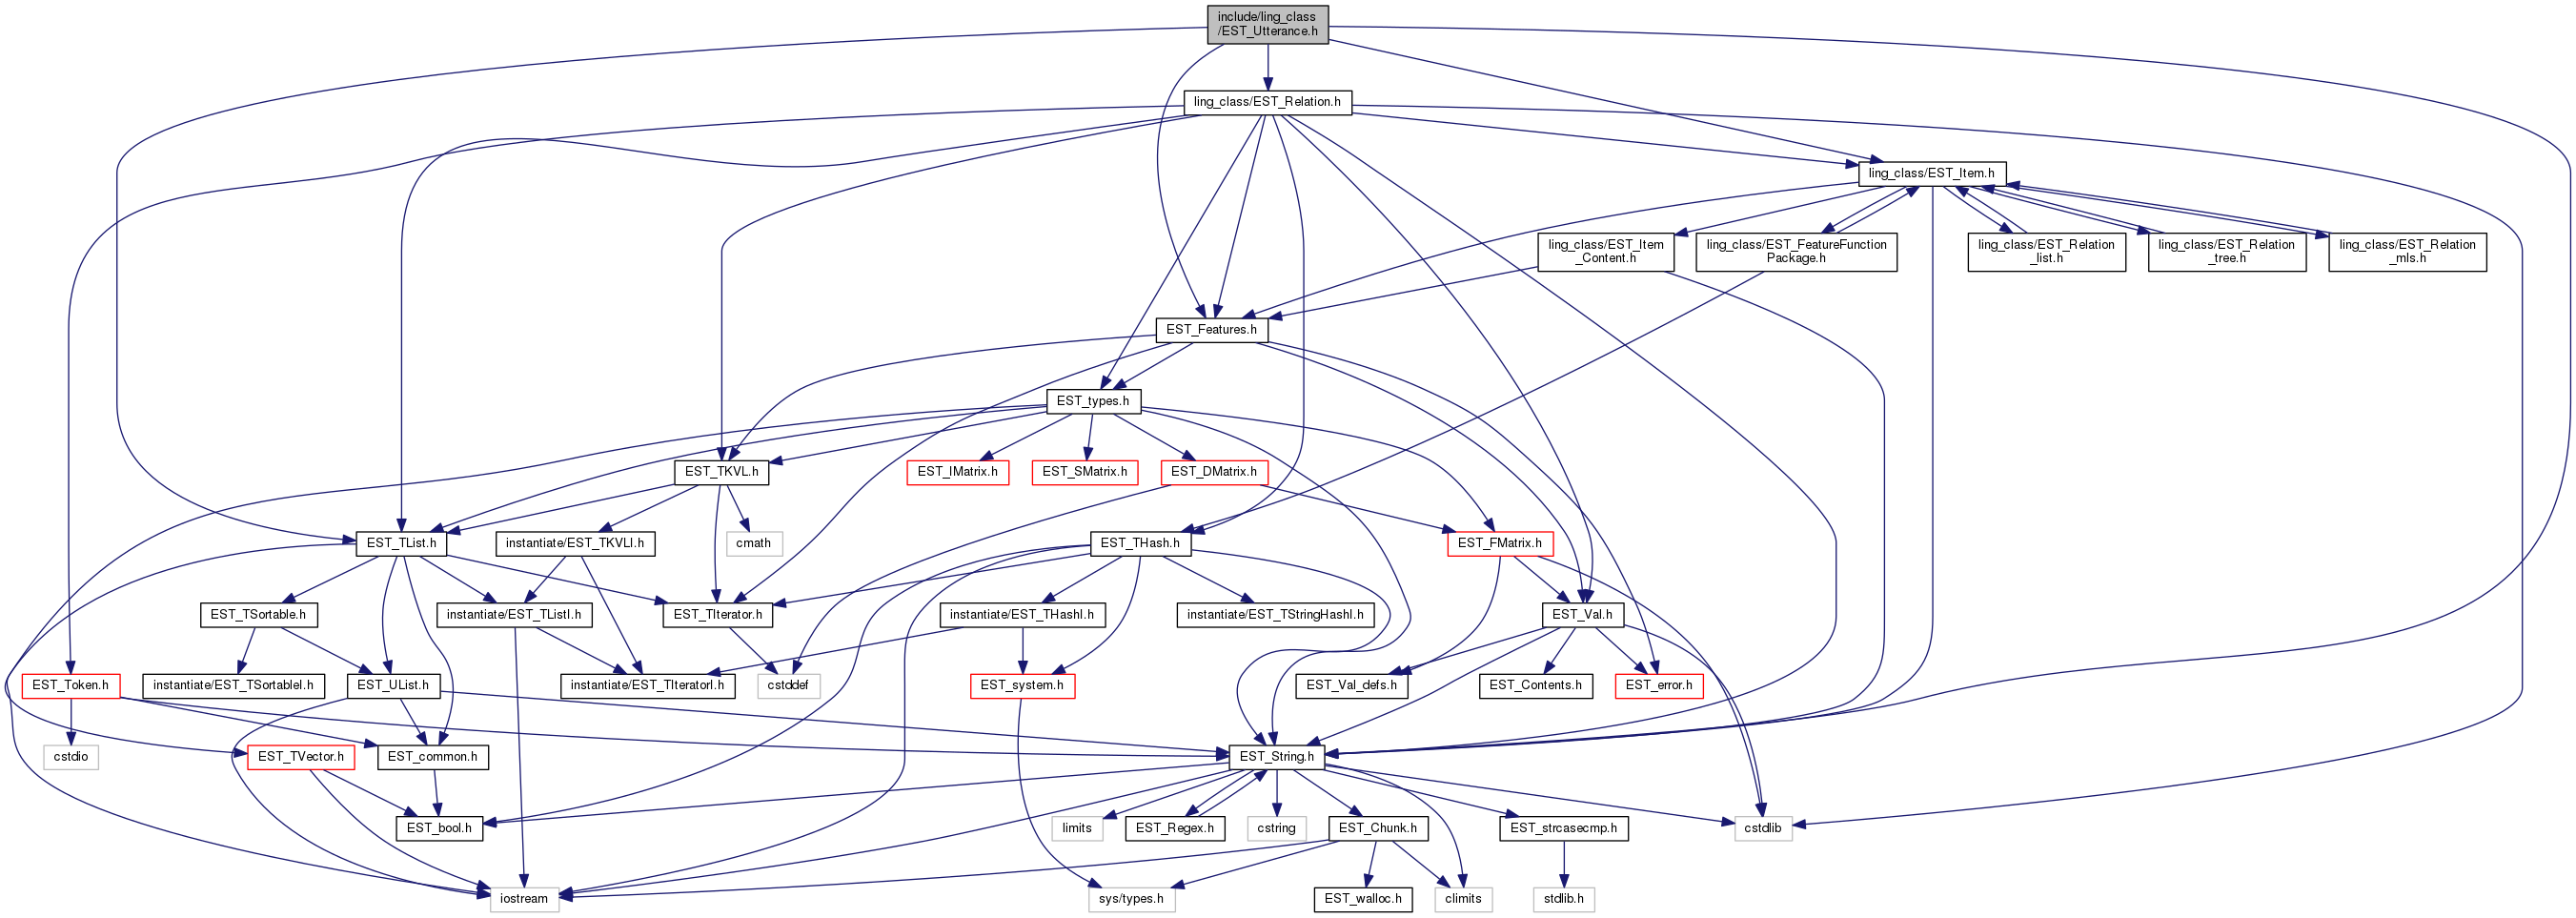 include/ling_class
/EST_Utterance.h
ling_class/EST_Relation.h
ling_class/EST_Item.h
ling_class/EST_Item
_Content.h
ling_class/EST_FeatureFunction
Package.h
ling_class/EST_Relation
_list.h
ling_class/EST_Relation
_tree.h
ling_class/EST_Relation
_mls.h
EST_Features.h
EST_types.h
EST_TKVL.h
EST_IMatrix.h
EST_SMatrix.h
EST_DMatrix.h
EST_TList.h
instantiate/EST_TKVLI.h
cmath
EST_THash.h
EST_FMatrix.h
EST_TSortable.h
instantiate/EST_TListI.h
EST_TIterator.h
instantiate/EST_THashI.h
instantiate/EST_TStringHashI.h
EST_Val.h
EST_Token.h
instantiate/EST_TSortableI.h
EST_UList.h
instantiate/EST_TIteratorI.h
cstddef
EST_system.h
EST_Val_defs.h
EST_Contents.h
EST_error.h
cstdio
EST_TVector.h
EST_common.h
EST_String.h
EST_bool.h
limits
EST_Regex.h
cstring
EST_Chunk.h
EST_strcasecmp.h
cstdlib
iostream
sys/types.h
EST_walloc.h
climits
stdlib.h